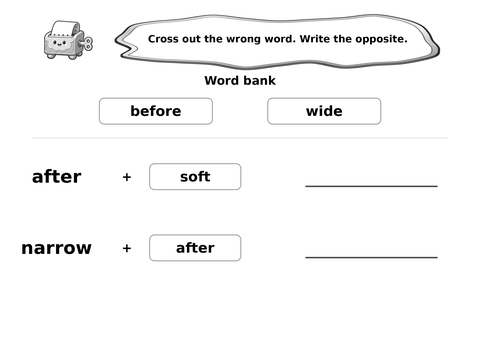 Cross out the wrong word. Write the opposite.
Word bank
before wide
after + soft
narrow + after